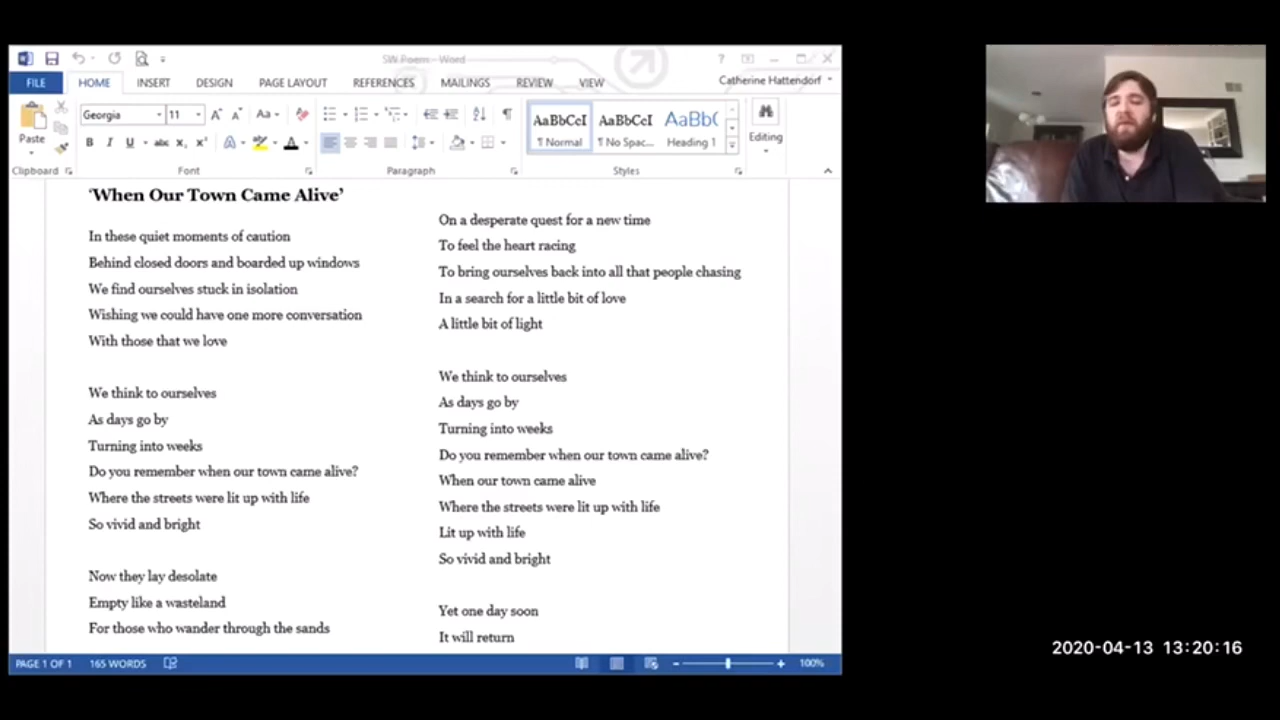 SW Poem - Word
FILE HOME INSERT DESIGN PAGE LAYOUT REFERENCES MAILINGS REVIEW VIEW
Catherine Hattendorf
Paste
Georgia 11
Aa
B I U abc x₂ x² A A
AaBbCcI AaBbCcI AaBb(
¶ Normal ¶ No Spac... Heading 1
Editing
Clipboard Font Paragraph Styles
‘When Our Town Came Alive’
In these quiet moments of caution
Behind closed doors and boarded up windows
We find ourselves stuck in isolation
Wishing we could have one more conversation
With those that we love
We think to ourselves
As days go by
Turning into weeks
Do you remember when our town came alive?
Where the streets were lit up with life
So vivid and bright
Now they lay desolate
Empty like a wasteland
For those who wander through the sands
On a desperate quest for a new time
To feel the heart racing
To bring ourselves back into all that people chasing
In a search for a little bit of love
A little bit of light
We think to ourselves
As days go by
Turning into weeks
Do you remember when our town came alive?
When our town came alive
Where the streets were lit up with life
Lit up with life
So vivid and bright
Yet one day soon
It will return
PAGE 1 OF 1 165 WORDS
100%
2020-04-13 13:20:16